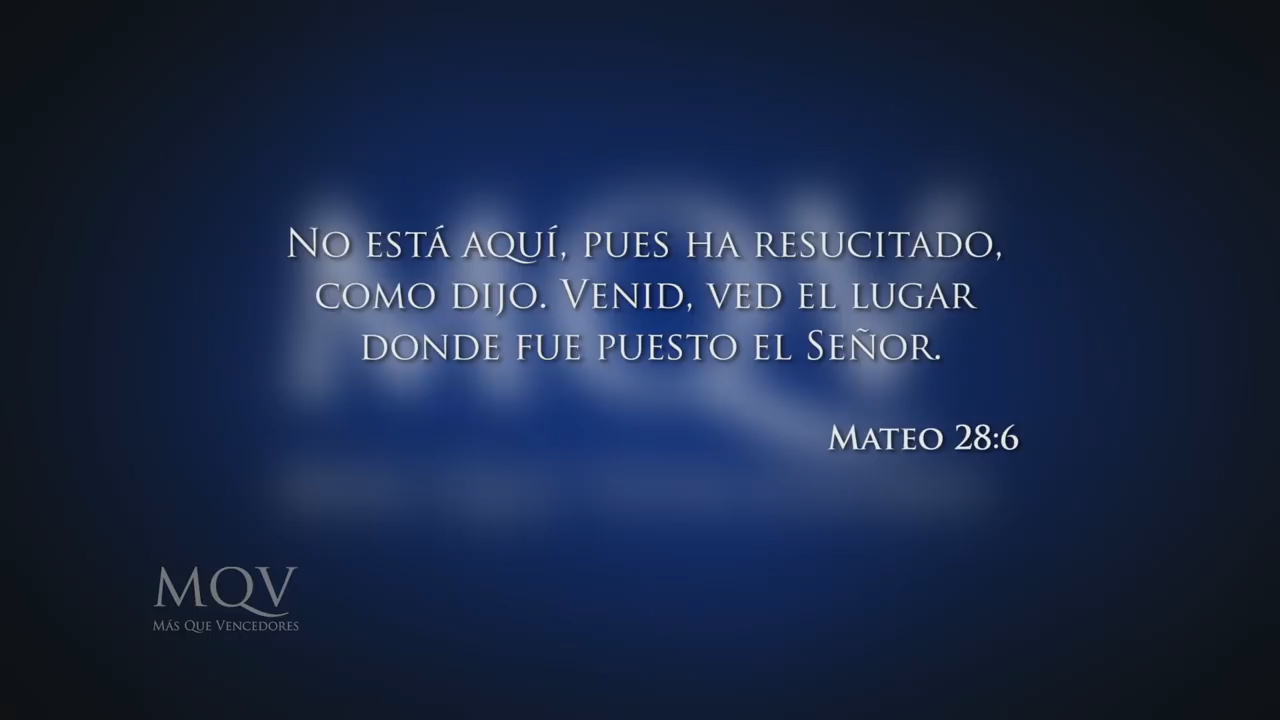 No está aquí, pues ha resucitado,
como dijo. Venid, ved el lugar
donde fue puesto el Señor.
Mateo 28:6
MQV
Más Que Vencedores